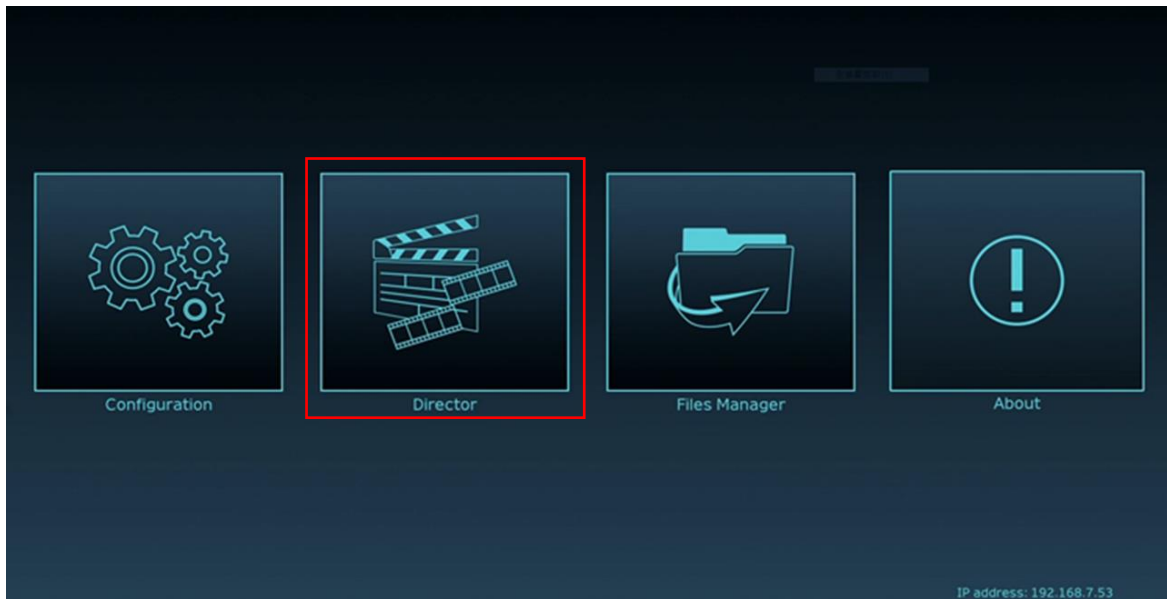 Configuration
Director
Files Manager
About
IP address: 192.168.7.53